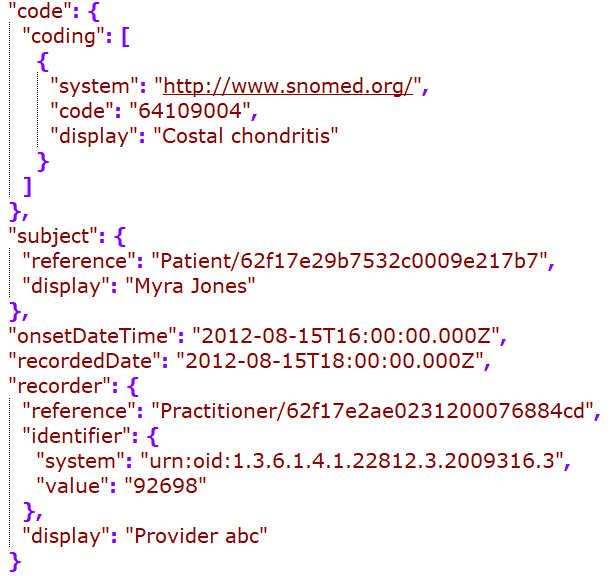 "code": {
"coding": [
{
"system": "http://www.snomed.org/",
"code": "64109004",
"display": "Costal chondritis"
}
]
},
"subject": {
"reference": "Patient/62f17e29b7532c0009e217b7",
"display": "Myra Jones"
},
"onsetDateTime": "2012-08-15T16:00:00.000Z",
"recordedDate": "2012-08-15T18:00:00.000Z",
"recorder": {
"reference": "Practitioner/62f17e2ae0231200076884cd",
"identifier": {
"system": "urn:oid:1.3.6.1.4.1.22812.3.2009316.3",
"value": "92698"
},
"display": "Provider abc"
}